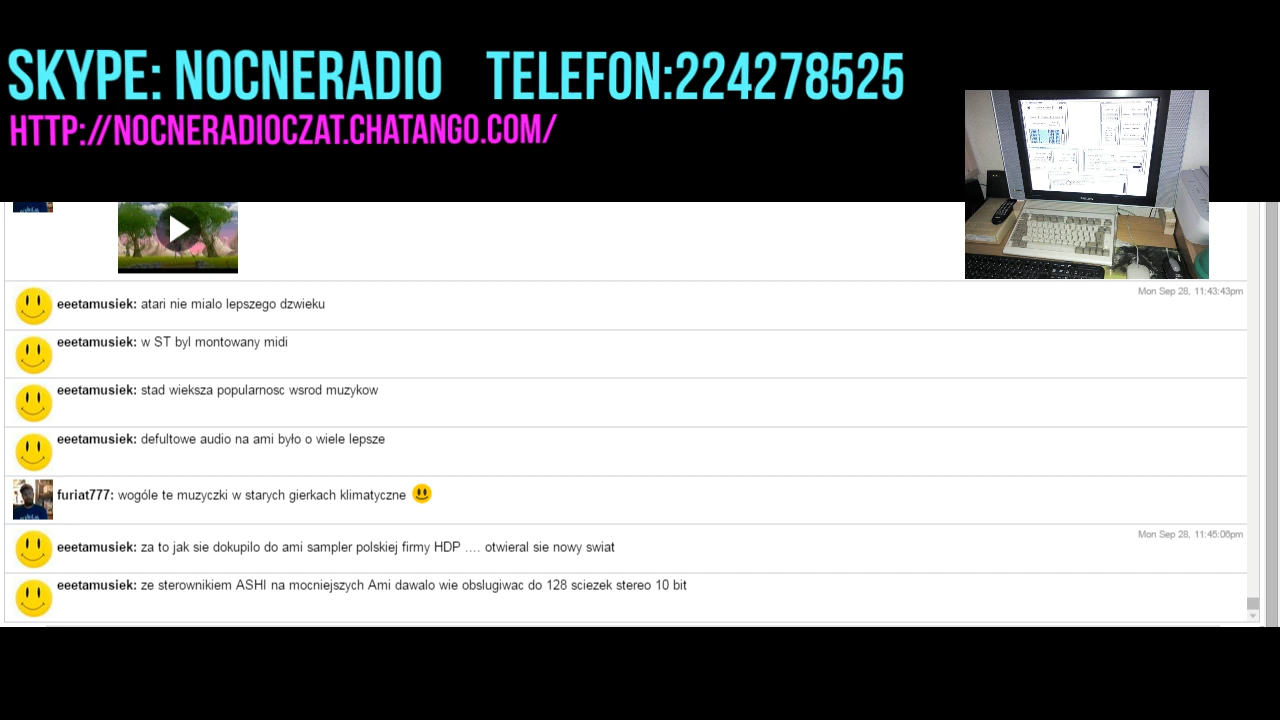 SKYPE: NOCNERADIO TELEFON:224278525
HTTP://NOCNERADIOCZAT.CHATANGO.COM/
Mon Sep 28, 11:43:43pm
eeetamusiek: atari nie mialo lepszego dzwieku
eeetamusiek: w ST byl montowany midi
eeetamusiek: stad wieksza popularnosc wsrod muzykow
eeetamusiek: defultowe audio na ami było o wiele lepsze
furiat777: wogóle te muzyczki w starych gierkach klimatyczne
Mon Sep 28, 11:45:06pm
eeetamusiek: za to jak sie dokupilo do ami sampler polskiej firmy HDP .... otwieral sie nowy swiat
eeetamusiek: ze sterownikiem ASHI na mocniejszych Ami dawalo wie obslugiwac do 128 sciezek stereo 10 bit